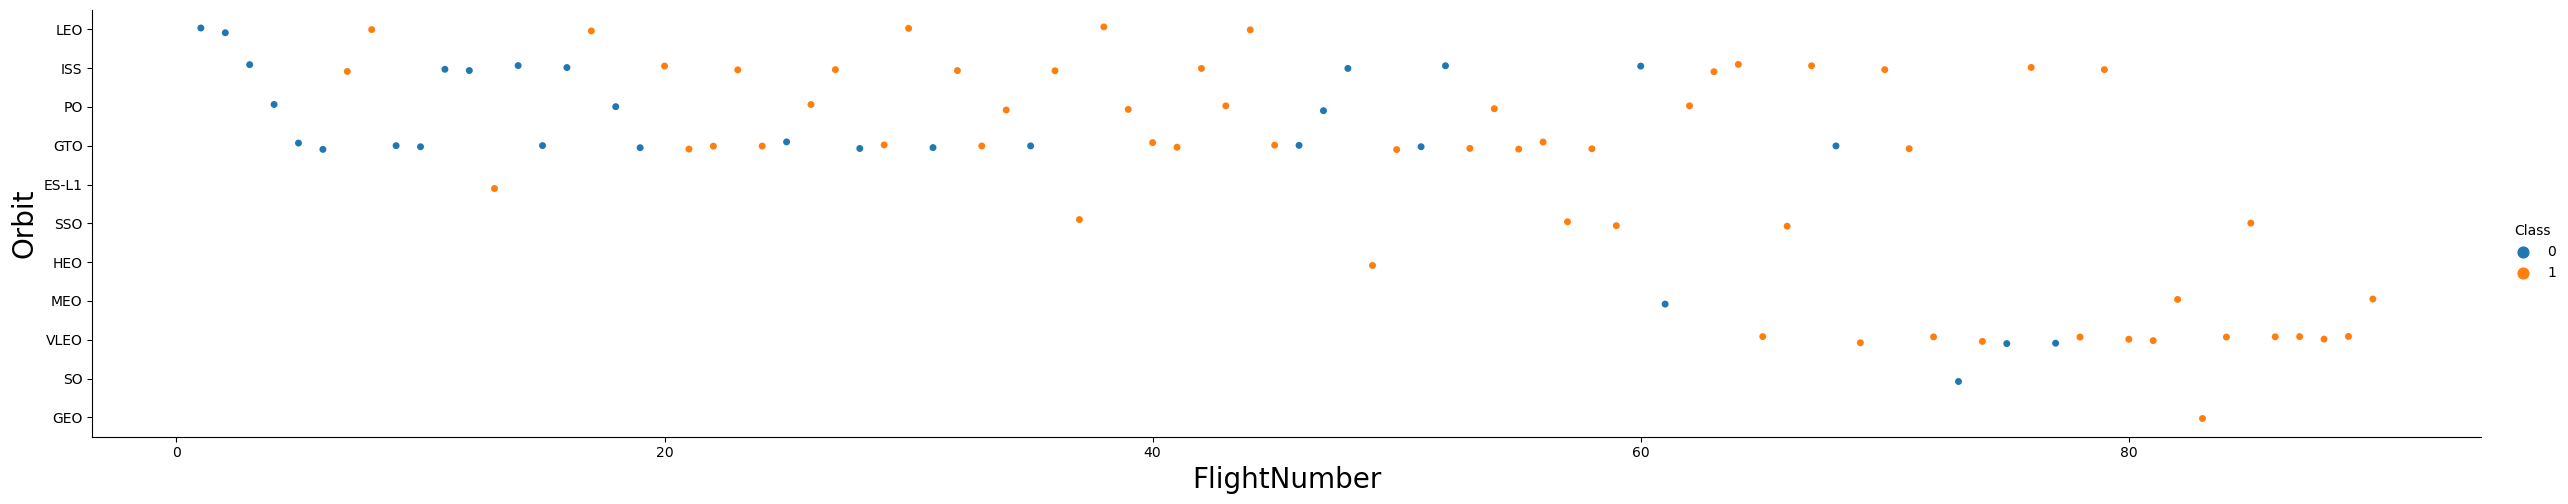 Orbit
LEO
ISS
PO
GTO
ES-L1
SSO
HEO
MEO
VLEO
SO
GEO
0 20 40 60 80
FlightNumber
Class
0
1